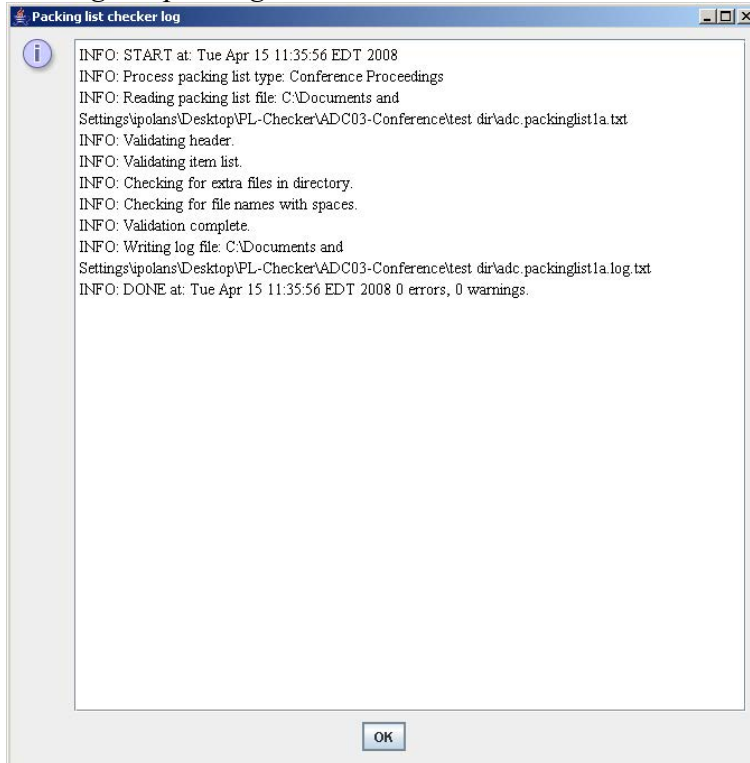 Packing list checker log
INFO: START at: Tue Apr 15 11:35:56 EDT 2008
INFO: Process packing list type: Conference Proceedings
INFO: Reading packing list file: C:\Documents and
Settings\ipolans\Desktop\PL-Checker\ADC03-Conference\test dir\adc.packinglist1a.txt
INFO: Validating header.
INFO: Validating item list.
INFO: Checking for extra files in directory.
INFO: Checking for file names with spaces.
INFO: Validation complete.
INFO: Writing log file: C:\Documents and
Settings\ipolans\Desktop\PL-Checker\ADC03-Conference\test dir\adc.packinglist1a.log.txt
INFO: DONE at: Tue Apr 15 11:35:56 EDT 2008 0 errors, 0 warnings.
OK